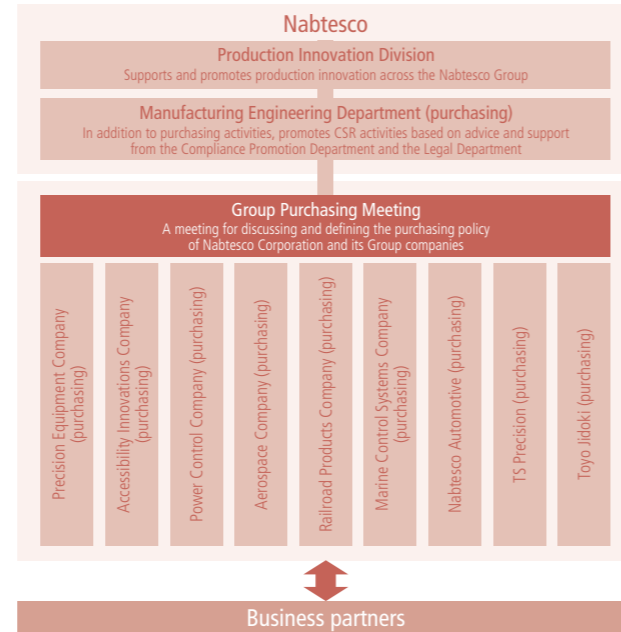 Nabtesco
Production Innovation Division
Supports and promotes production innovation across the Nabtesco Group
Manufacturing Engineering Department (purchasing)
In addition to purchasing activities, promotes CSR activities based on advice and support
from the Compliance Promotion Department and the Legal Department
Group Purchasing Meeting
A meeting for discussing and defining the purchasing policy
of Nabtesco Corporation and its Group companies
Precision Equipment Company
(purchasing)
Accessibility Innovations Company
(purchasing)
Power Control Company (purchasing)
Aerospace Company (purchasing)
Railroad Products Company (purchasing)
Marine Control Systems Company
(purchasing)
Nabtesco Automotive (purchasing)
TS Precision (purchasing)
Toyo Jidoki (purchasing)
Business partners